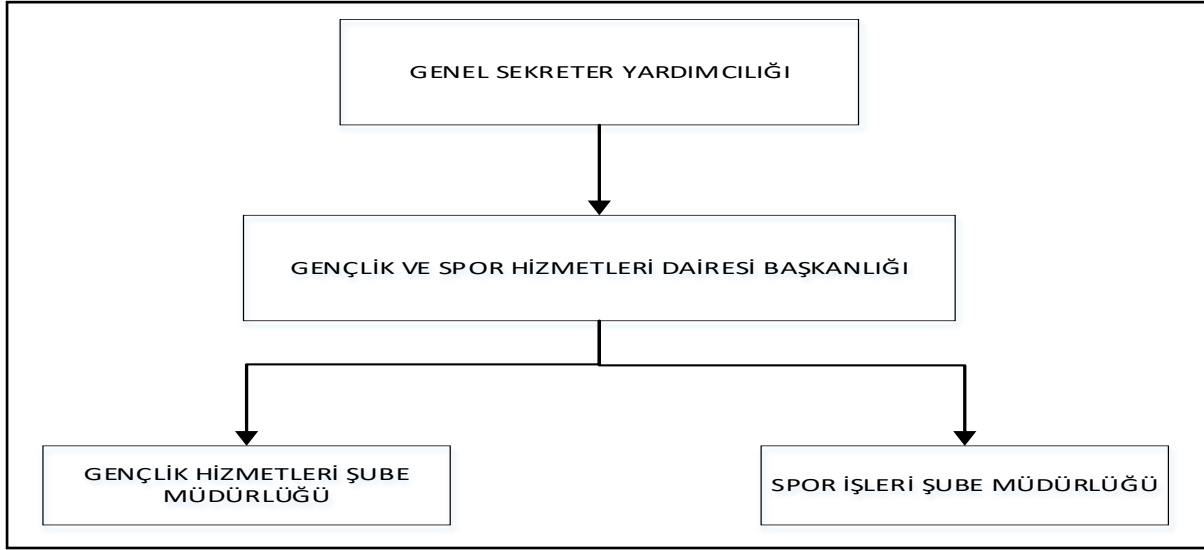 GENEL SEKRETER YARDIMCILIĞI
GENÇLİK VE SPOR HİZMETLERİ DAİRESİ BAŞKANLIĞI
GENÇLİK HİZMETLERİ ŞUBE
MÜDÜRLÜĞÜ
SPOR İŞLERİ ŞUBE MÜDÜRLÜĞÜ